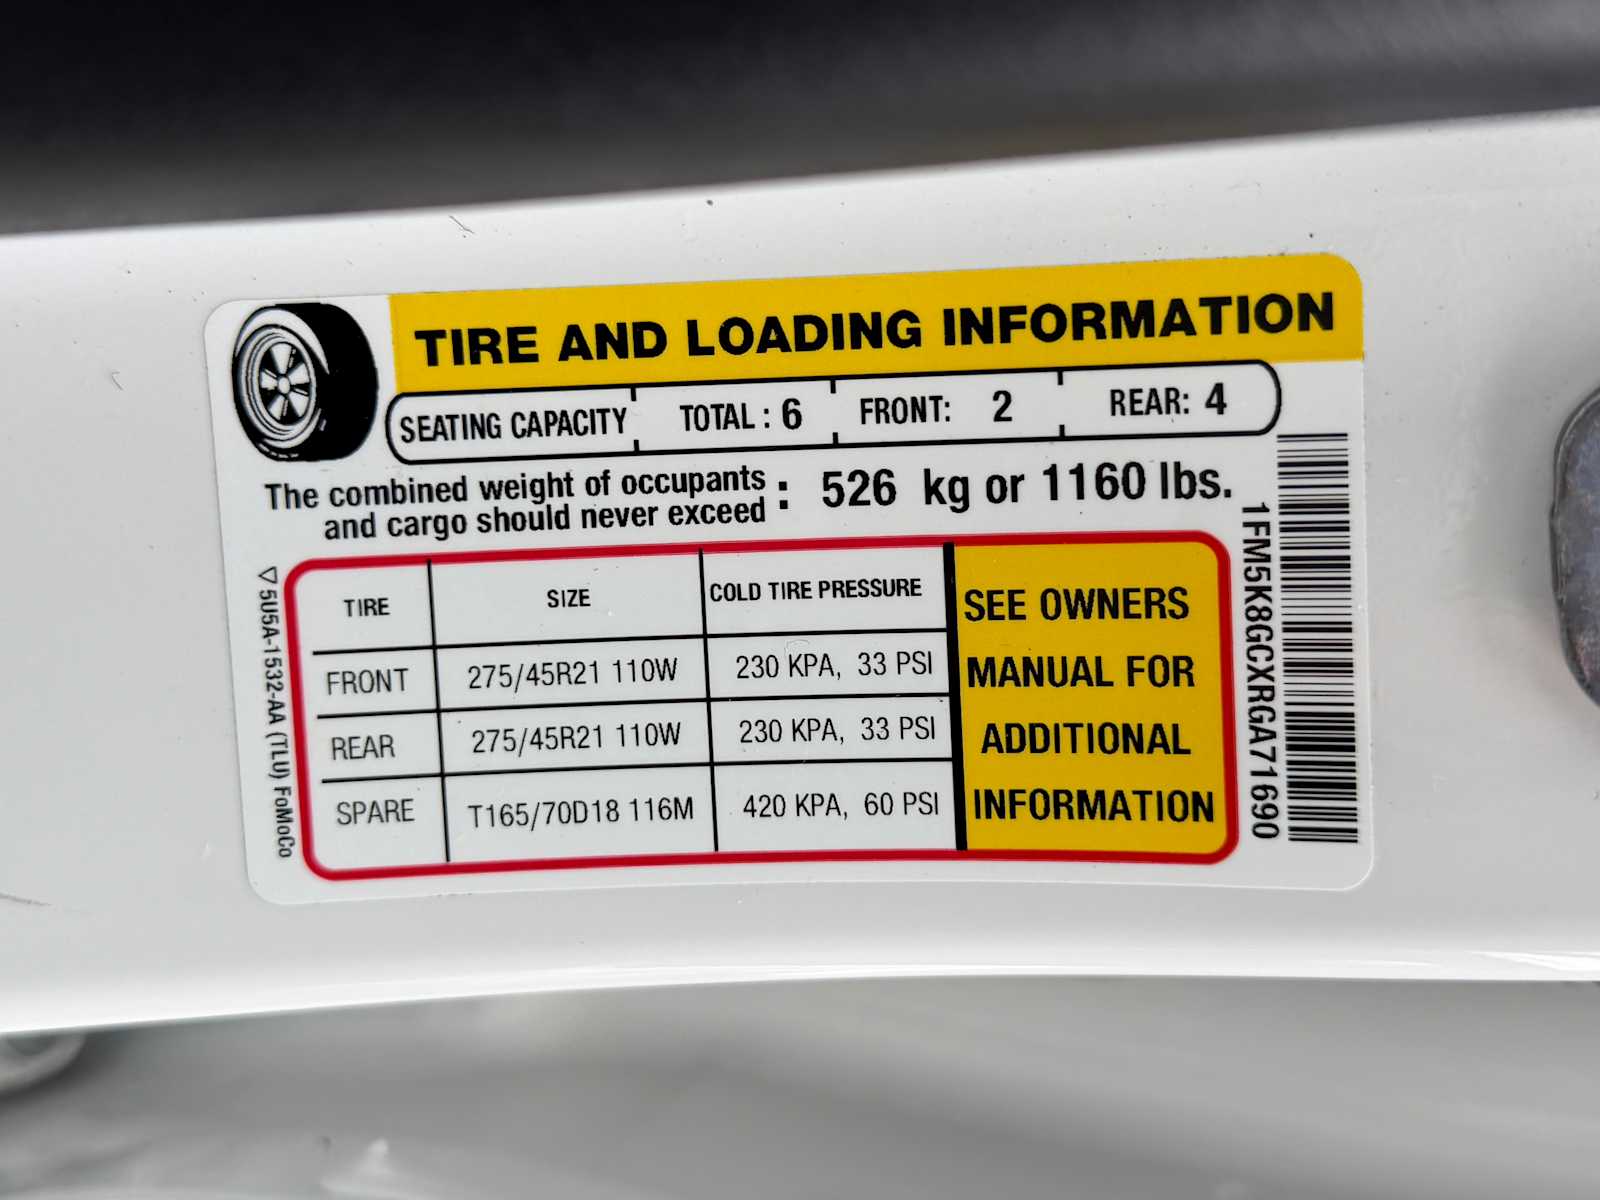 TIRE AND LOADING INFORMATION
SEATING CAPACITY TOTAL : 6 FRONT: 2 REAR: 4
The combined weight of occupants
and cargo should never exceed : 526 kg or 1160 lbs.
TIRE SIZE COLD TIRE PRESSURE
FRONT 275/45R21 110W 230 KPA, 33 PSI
REAR 275/45R21 110W 230 KPA, 33 PSI
SPARE T165/70D18 116M 420 KPA, 60 PSI
SEE OWNERS
MANUAL FOR
ADDITIONAL
INFORMATION
1FM5K8GCXRGA71690
▽5U5A-1532-AA (TLU) FoMoCo